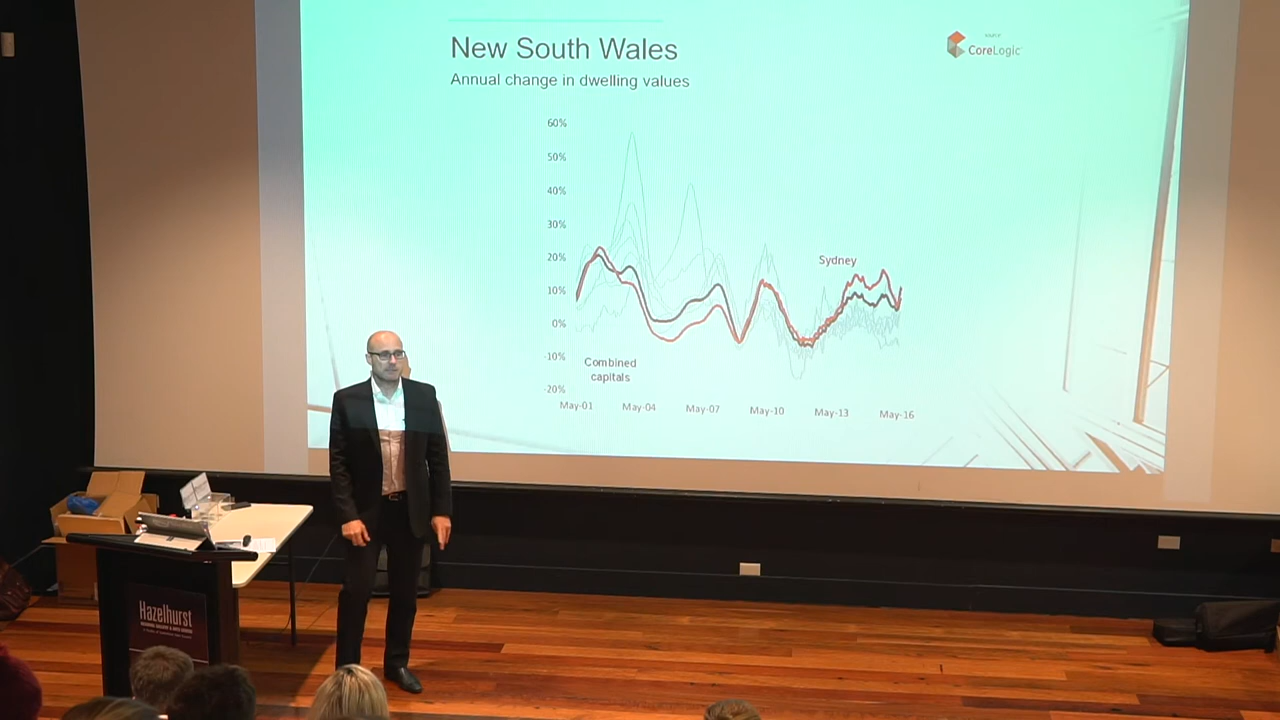 New South Wales
CoreLogic
Annual change in dwelling values
60%
50%
40%
30%
20%
10%
0%
-10%
-20%
Sydney
Combined
capitals
May-01
May-04
May-07
May-10
May-13
May-16
Hazelhurst